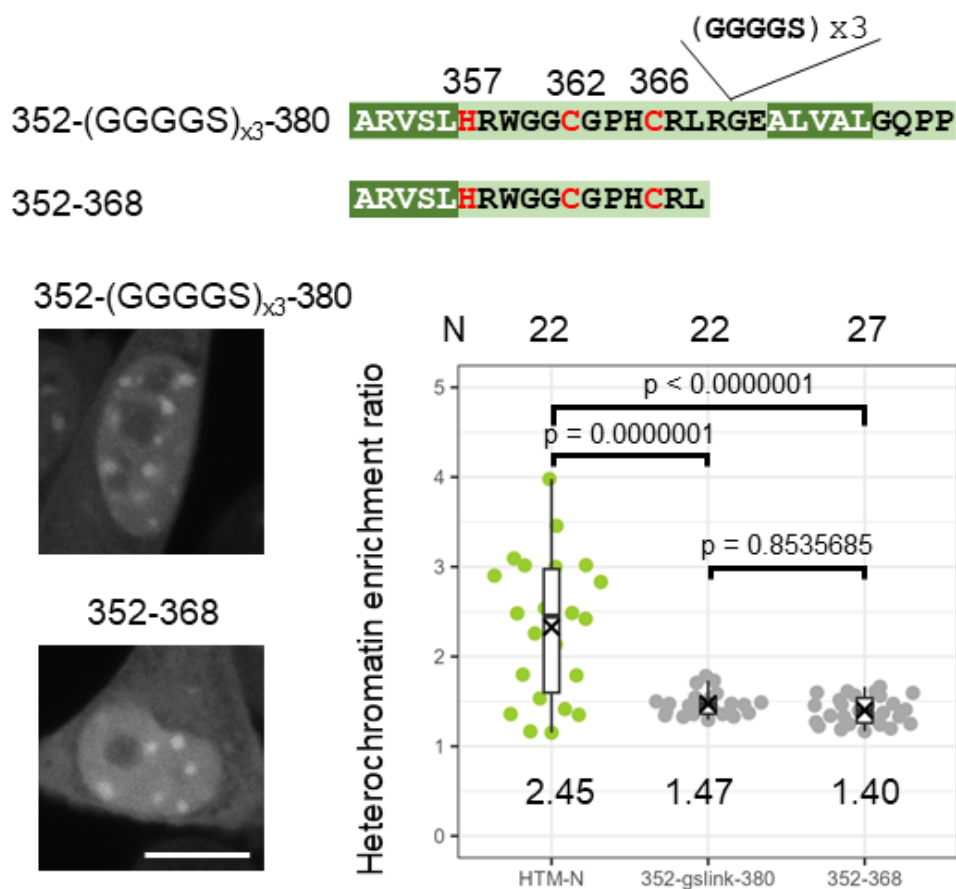 (GGGGS) x3
357 362 366
352-(GGGGS)x3-380 ARVSLHRWGGCGPHCRLRGEALVALGQPP
352-368 ARVSLHRWGGCGPHCRL
352-(GGGGS)x3-380
352-368
N 22 22 27
Heterochromatin enrichment ratio
5
4
3
2
1
0
p < 0.0000001
p = 0.0000001
p = 0.8535685
2.45 1.47 1.40
HTM-N 352-gslink-380 352-368